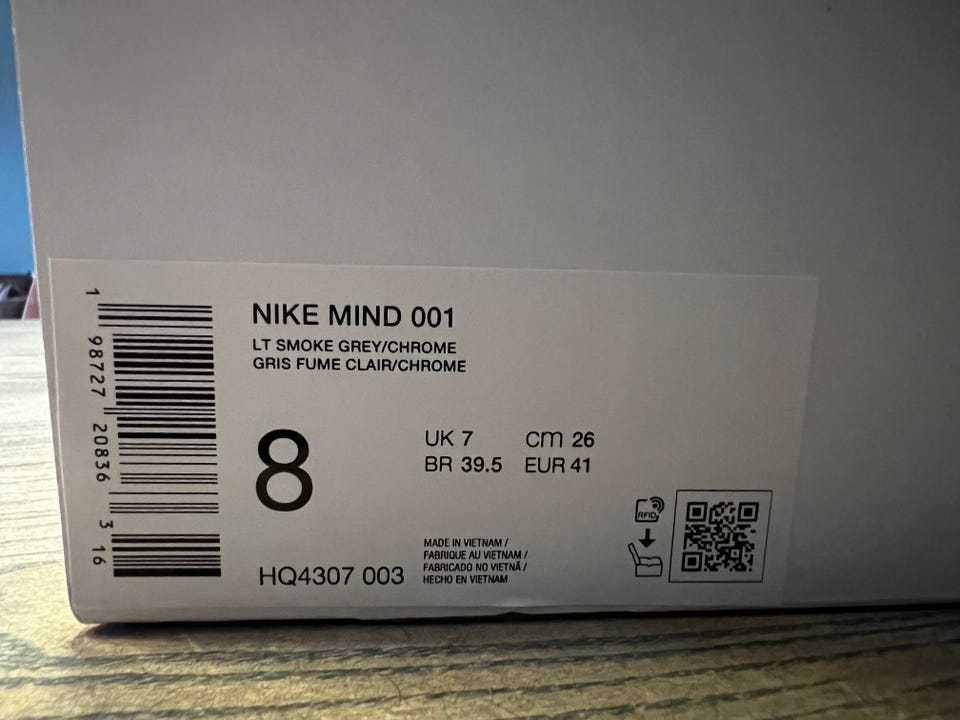 NIKE MIND 001
LT SMOKE GREY/CHROME
GRIS FUME CLAIR/CHROME
8
UK 7 cm 26
BR 39.5 EUR 41
HQ4307 003
MADE IN VIETNAM /
FABRIQUE AU VIETNAM /
FABRICADO NO VIETNÃ /
HECHO EN VIETNAM
RFID
1 98727 20836 3 16